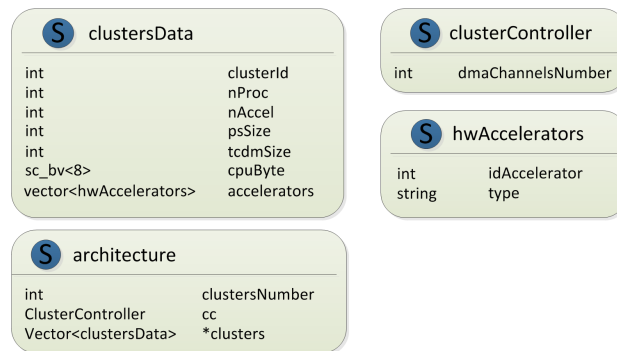 S clustersData
int clusterId
int nProc
int nAccel
int psSize
int tcdmSize
sc_bv<8> cpuByte
vector<hwAccelerators> accelerators
S clusterController
int dmaChannelsNumber
S hwAccelerators
int idAccelerator
string type
S architecture
int clustersNumber
ClusterController cc
Vector<clustersData> *clusters